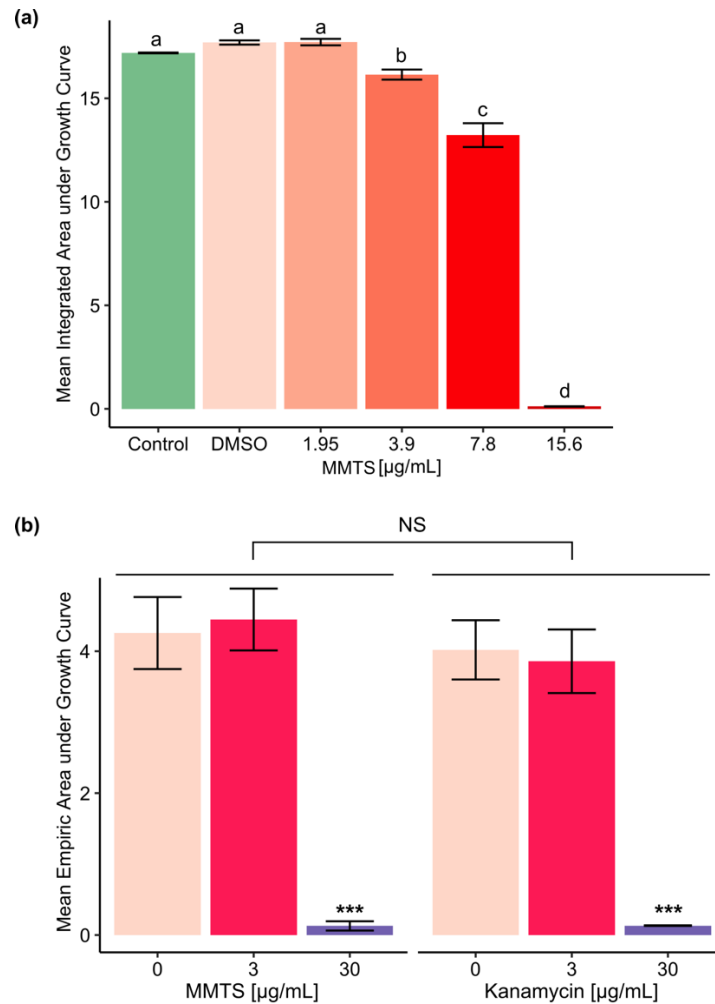 (a)
Mean Integrated Area under Growth Curve
15
10
5
0
a
a
a
b
c
d
Control DMSO 1.95 3.9 7.8 15.6
MMTS [µg/mL]
(b)
NS
Mean Empiric Area under Growth Curve
4
2
0
*** ***
0 3 30 0 3 30
MMTS [µg/mL] Kanamycin [µg/mL]